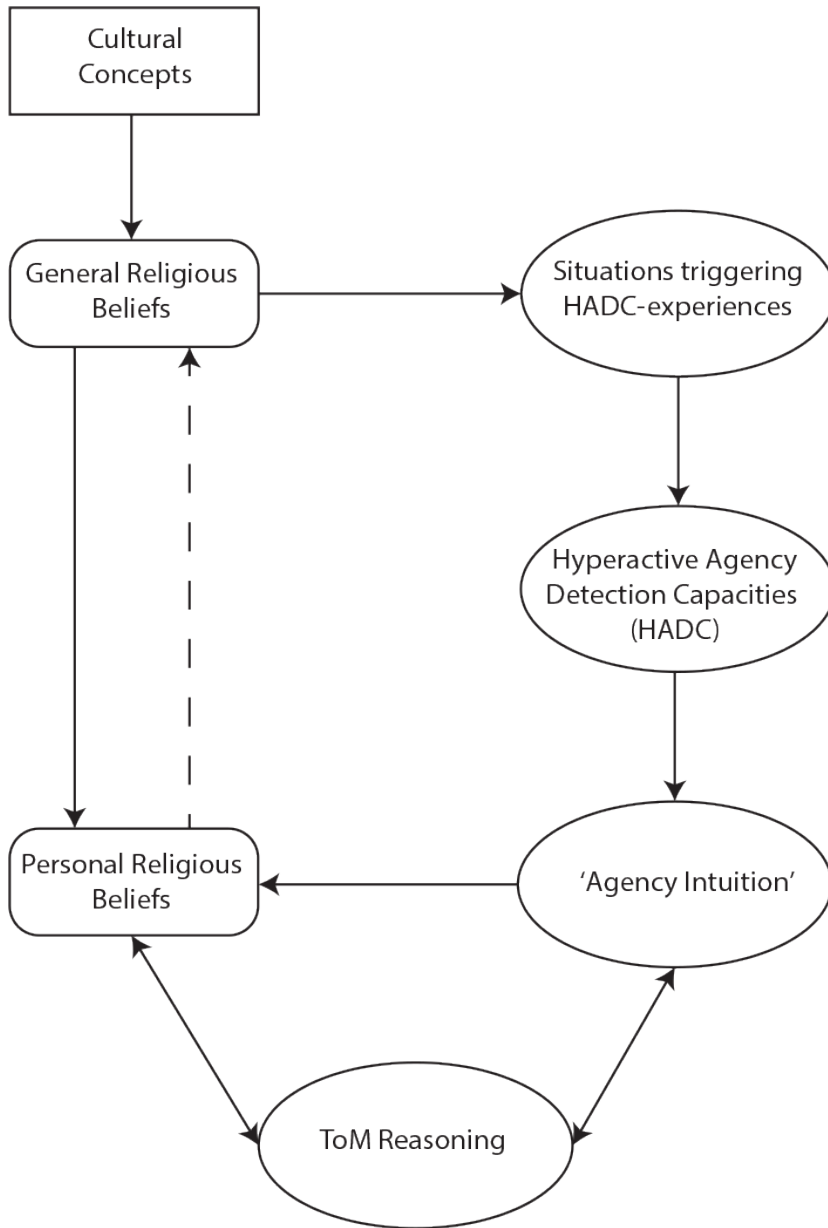 Cultural
Concepts
General Religious
Beliefs
Situations triggering
HADC-experiences
Hyperactive Agency
Detection Capacities
(HADC)
Personal Religious
Beliefs
‘Agency Intuition’
ToM Reasoning